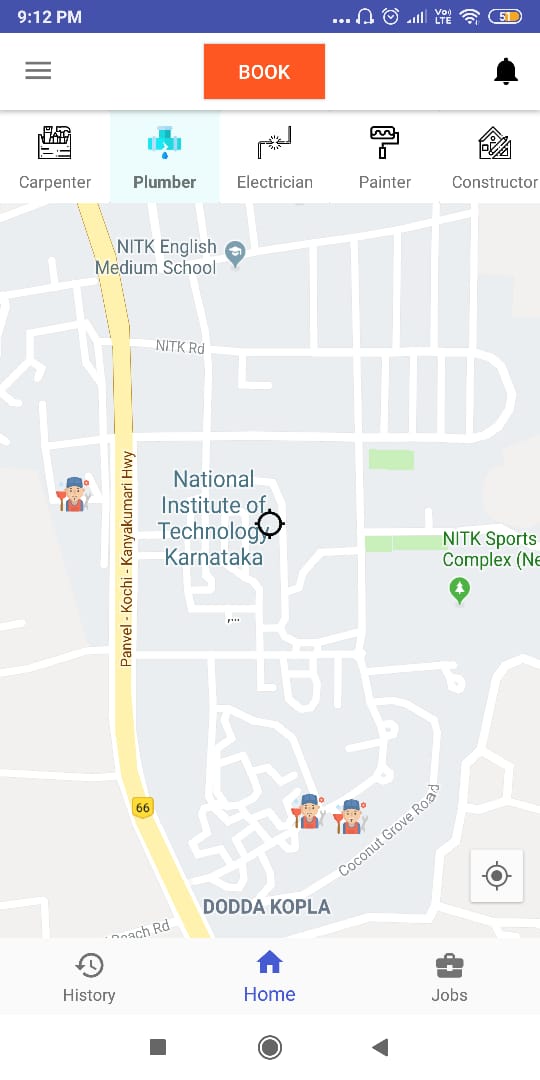 9:12 PM
VoI)
LTE
51
BOOK
Carpenter
Plumber
Electrician
Painter
Constructor
NITK English
Medium School
NITK Rd
National
Institute of
Technology
Karnataka
Panvel - Kochi - Kanyakumari Hwy
NITK Sports
Complex (Ne
,...
66
Coconut Grove Road
DODDA KOPLA
Beach Rd
History
Home
Jobs